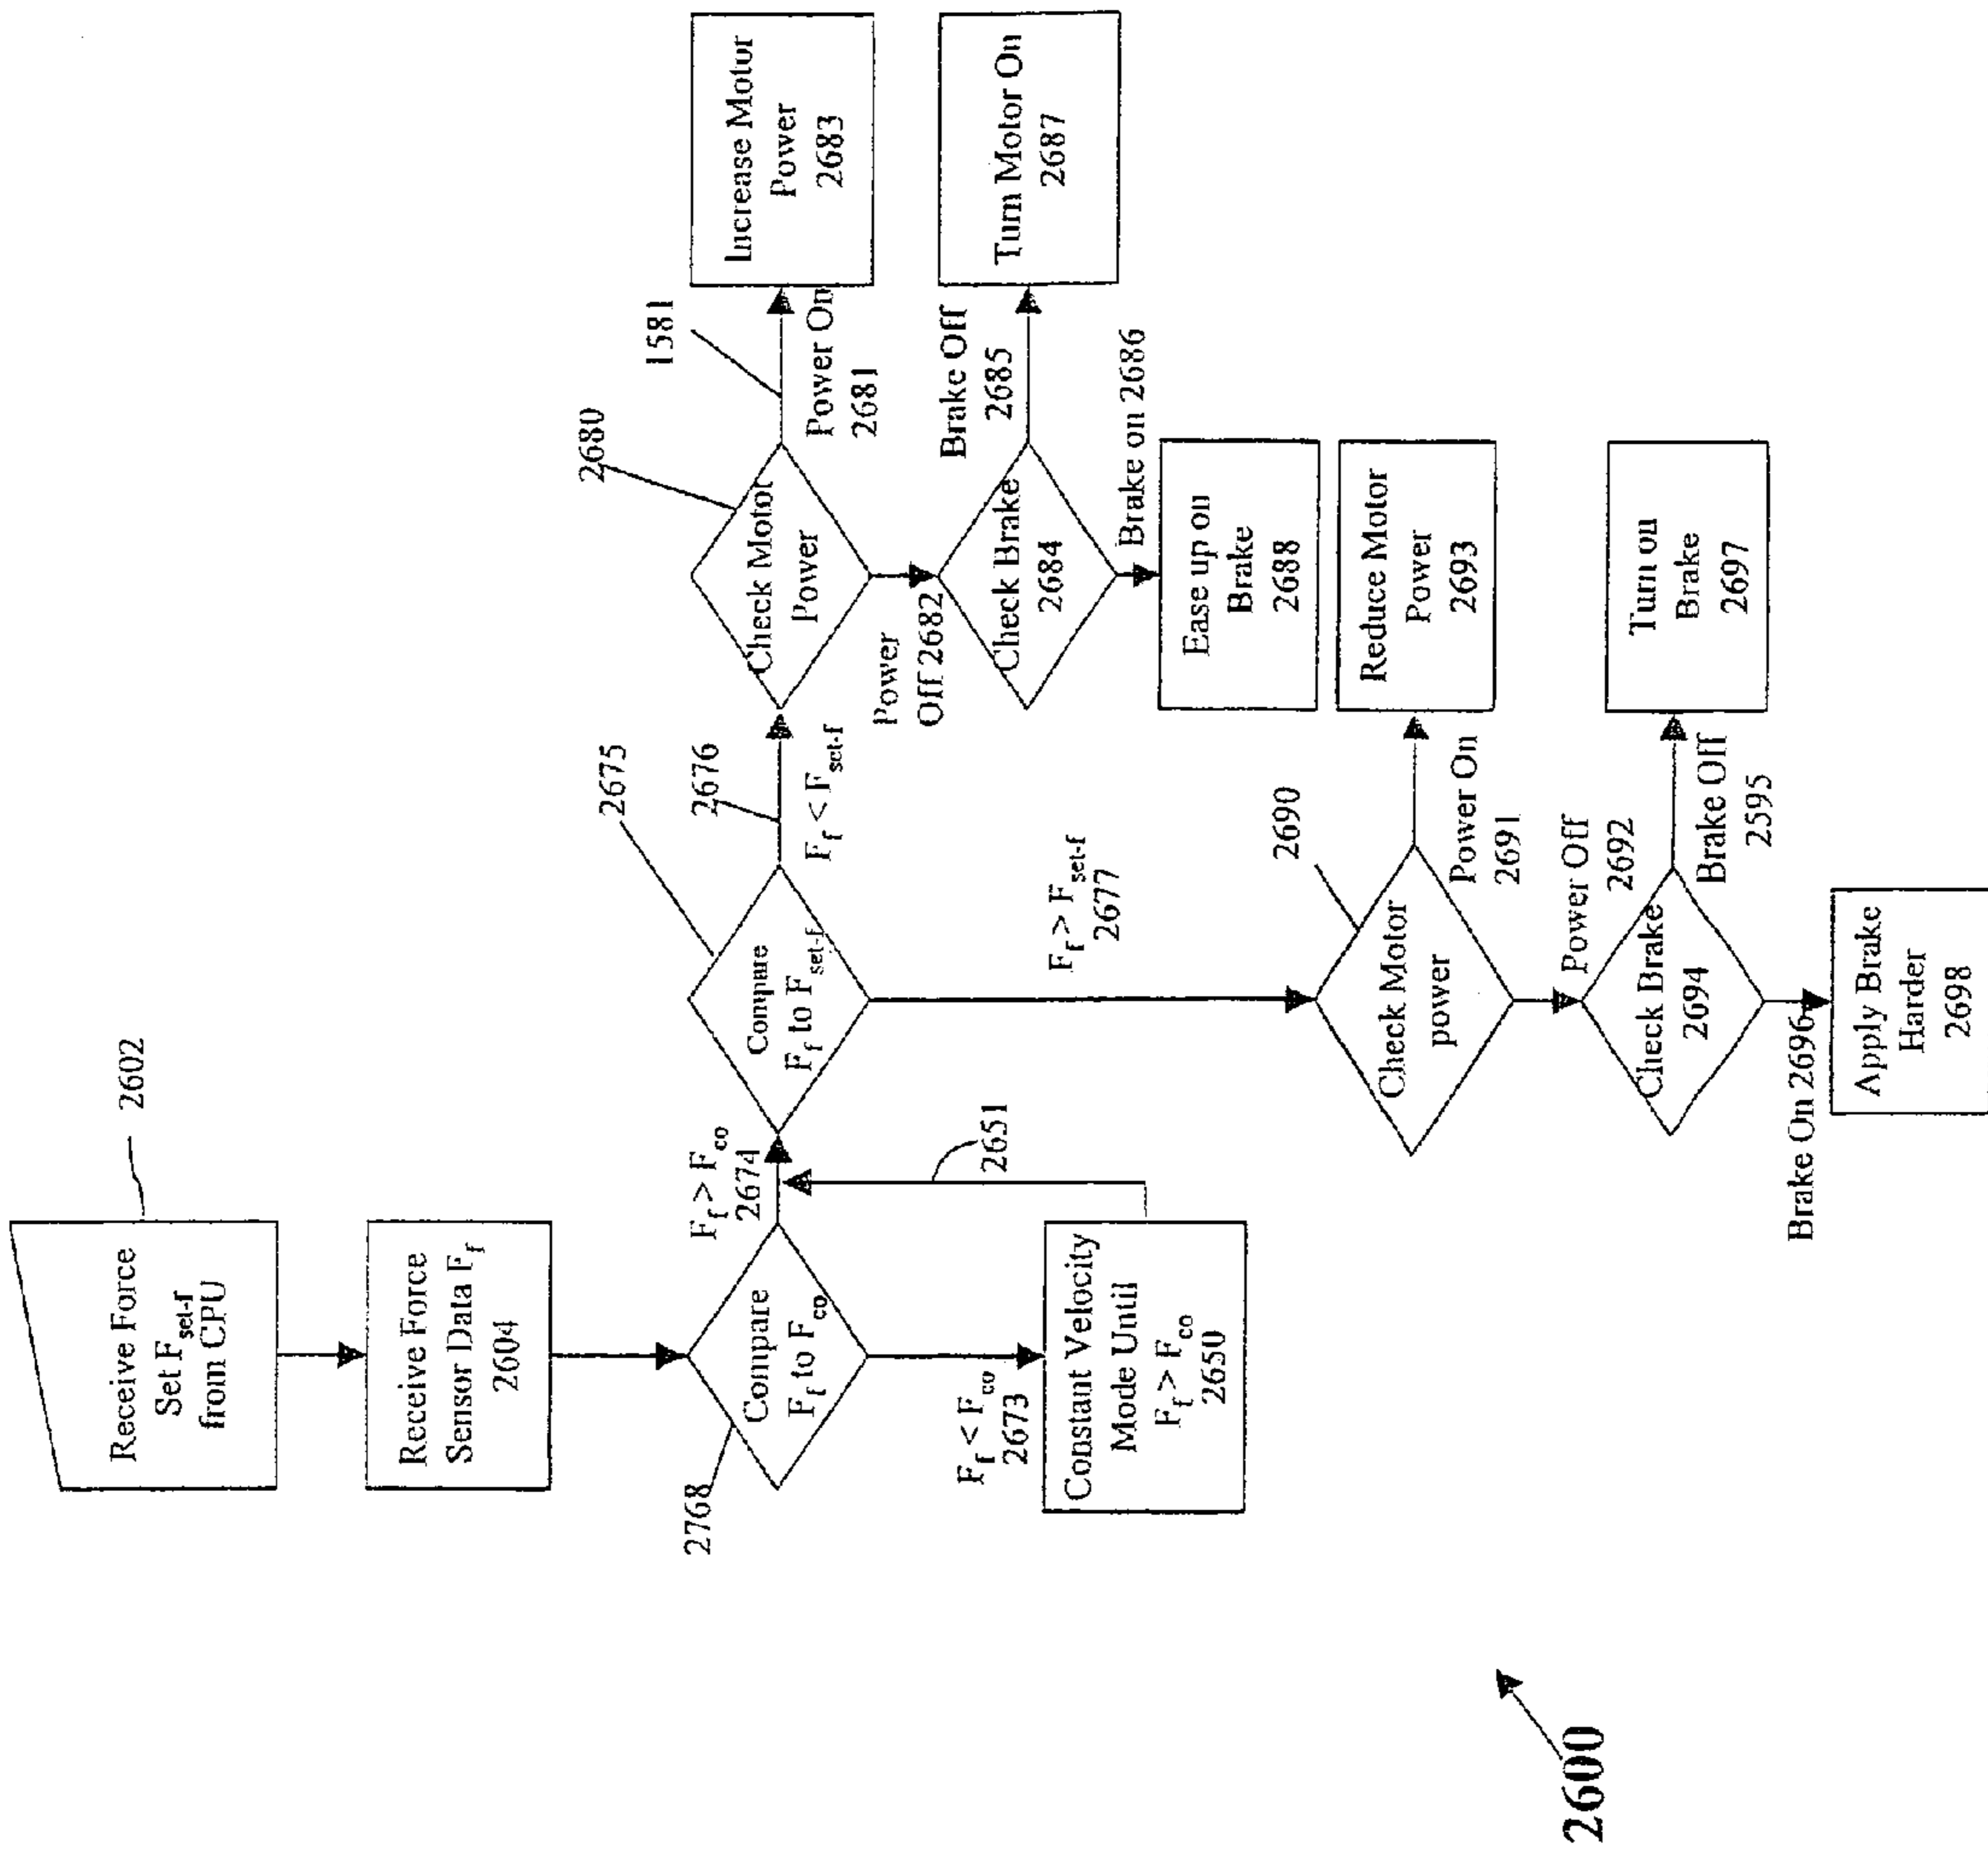 2602
Receive Force
Set F_set-f
from CPU
Receive Force
Sensor Data F_f
2604
2768
Compare
F_f to F_co
F_f < F_co
2673
Constant Velocity
Mode Until
F_f > F_co
2650
2651
F_f > F_co
2674
2675
Compare
F_f to F_set-f
2676
F_f < F_set-f
F_f > F_set-f
2677
2680
Check Motor
Power
1581
Power On
2681
Increase Motor
Power
2683
Power
Off 2682
Check Brake
2684
Brake Off
2685
Turn Motor On
2687
Brake on 2686
Ease up on
Brake
2688
2690
Check Motor
power
Power On
2691
Reduce Motor
Power
2693
Power Off
2692
Check Brake
2694
Brake Off
2595
Turn on
Brake
2697
Brake On 2696
Apply Brake
Harder
2698
2600